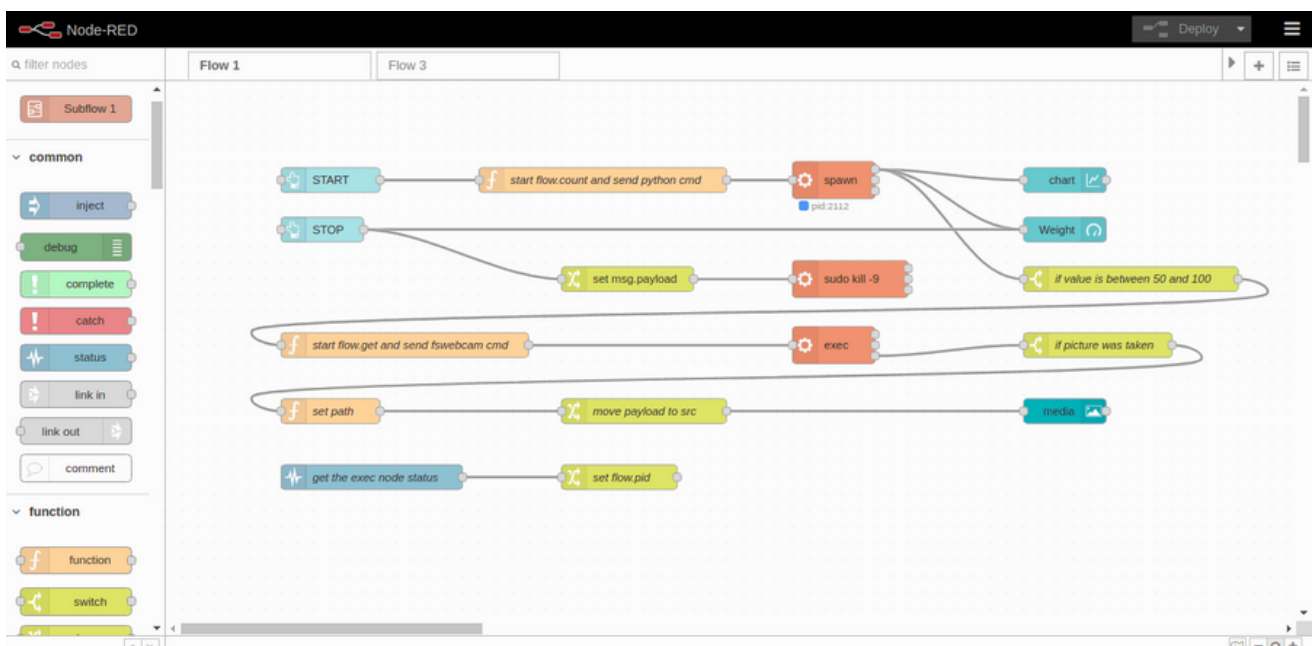 Node-RED
Deploy
filter nodes
Flow 1
Flow 3
Subflow 1
common
inject
debug
complete
catch
status
link in
link out
comment
function
function
switch
START
start flow.count and send python cmd
spawn
pid:2112
chart
STOP
Weight
set msg.payload
sudo kill -9
if value is between 50 and 100
start flow.get and send fswebcam cmd
exec
if picture was taken
set path
move payload to src
media
get the exec node status
set flow.pid